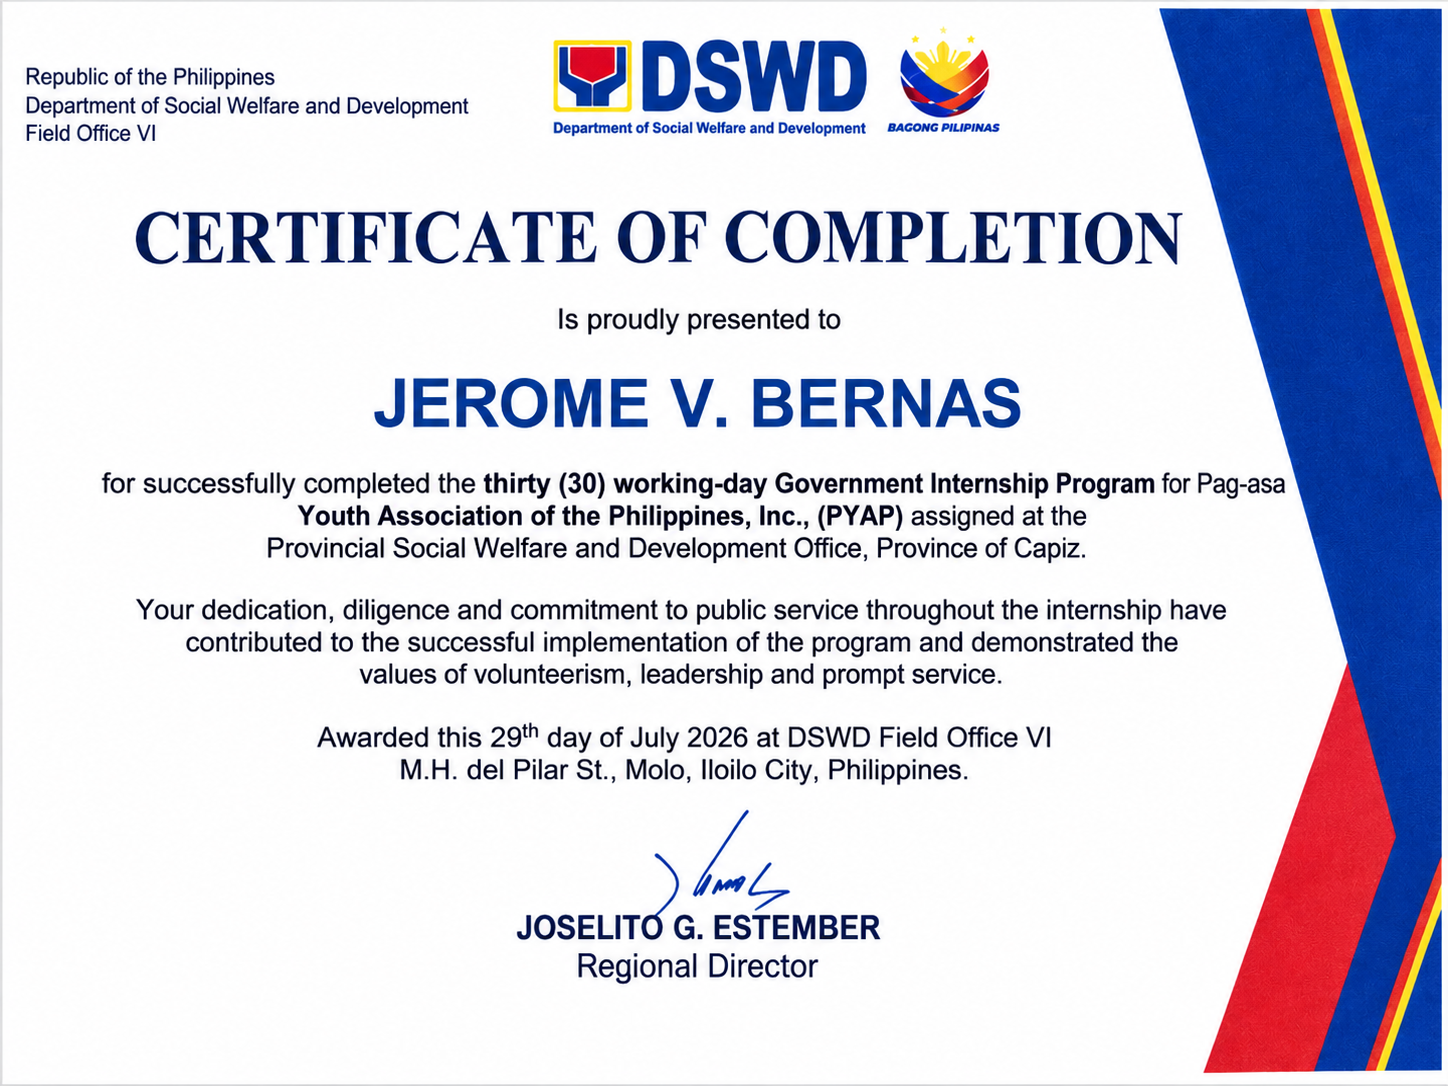 Republic of the Philippines
Department of Social Welfare and Development
Field Office VI
DSWD
Department of Social Welfare and Development
BAGONG PILIPINAS
CERTIFICATE OF COMPLETION
Is proudly presented to
JEROME V. BERNAS
for successfully completed the thirty (30) working-day Government Internship Program for Pag-asa
Youth Association of the Philippines, Inc., (PYAP) assigned at the
Provincial Social Welfare and Development Office, Province of Capiz.
Your dedication, diligence and commitment to public service throughout the internship have
contributed to the successful implementation of the program and demonstrated the
values of volunteerism, leadership and prompt service.
Awarded this 29th day of July 2026 at DSWD Field Office VI
M.H. del Pilar St., Molo, Iloilo City, Philippines.
JOSELITO G. ESTEMBER
Regional Director